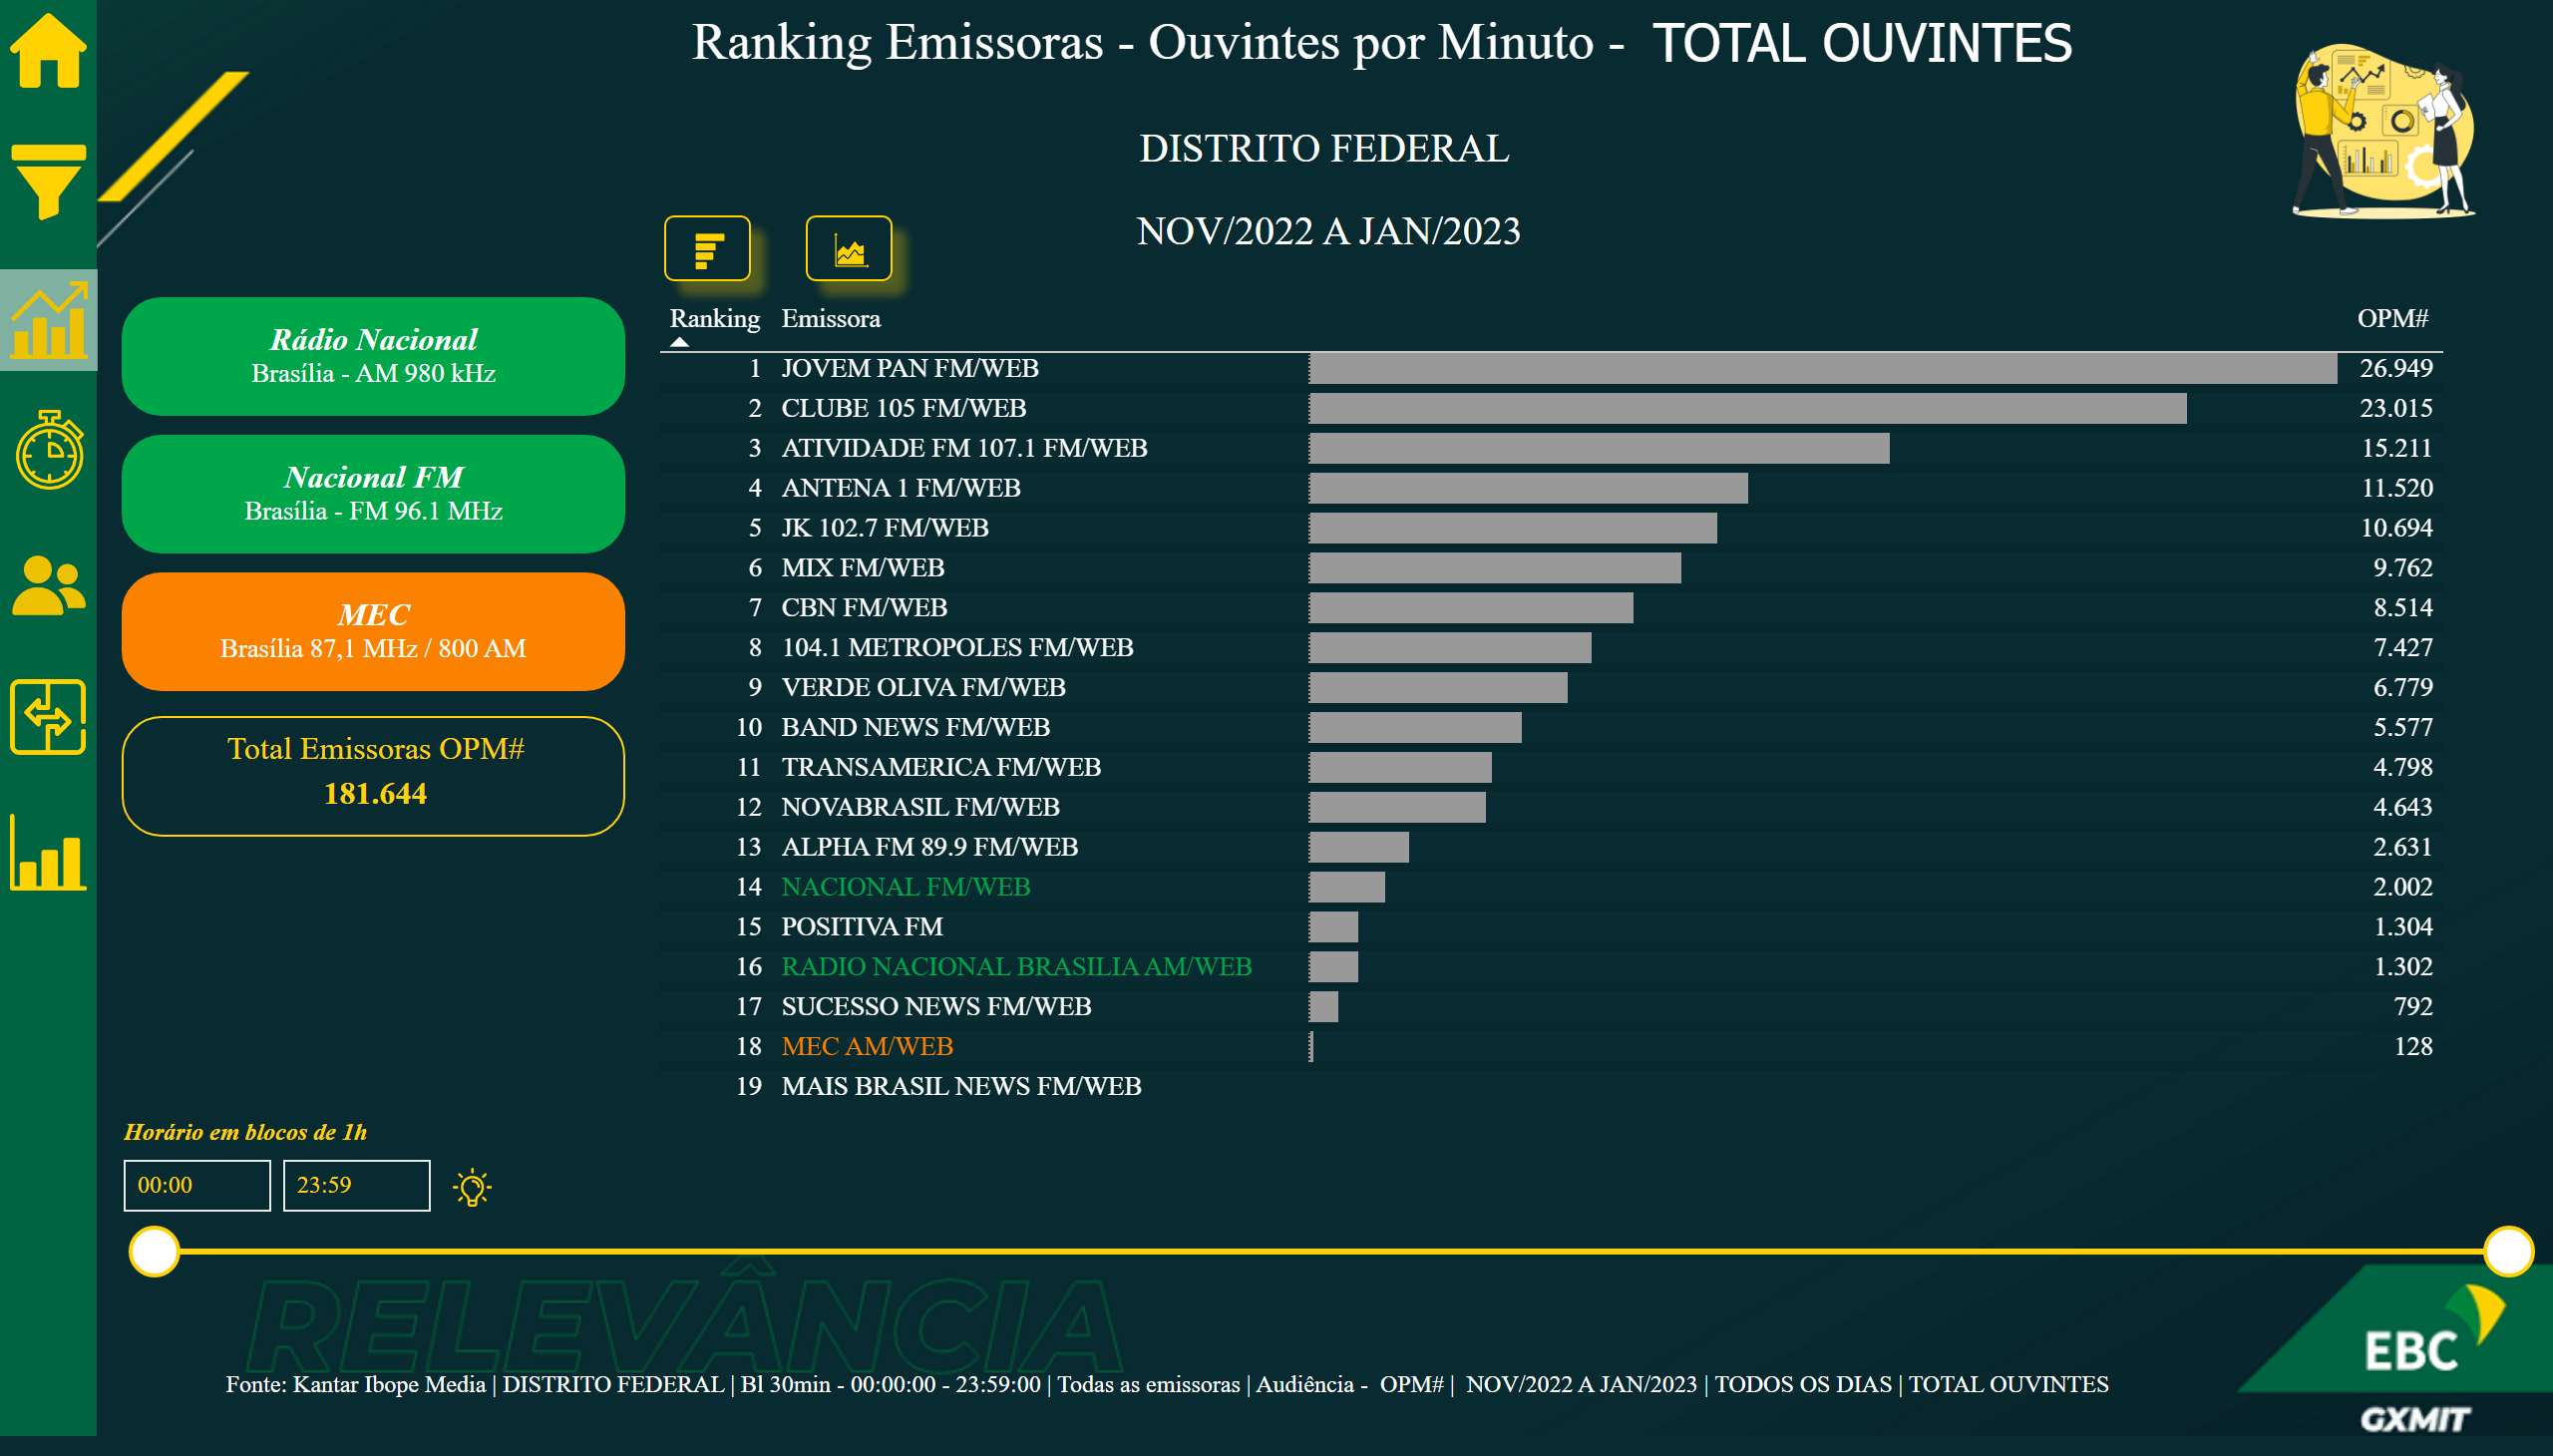 Ranking Emissoras - Ouvintes por Minuto - TOTAL OUVINTES
DISTRITO FEDERAL
NOV/2022 A JAN/2023
Rádio Nacional
Brasília - AM 980 kHz
Nacional FM
Brasília - FM 96.1 MHz
MEC
Brasília 87,1 MHz / 800 AM
Total Emissoras OPM#
181.644
Ranking Emissora OPM#
1 JOVEM PAN FM/WEB 26.949
2 CLUBE 105 FM/WEB 23.015
3 ATIVIDADE FM 107.1 FM/WEB 15.211
4 ANTENA 1 FM/WEB 11.520
5 JK 102.7 FM/WEB 10.694
6 MIX FM/WEB 9.762
7 CBN FM/WEB 8.514
8 104.1 METROPOLES FM/WEB 7.427
9 VERDE OLIVA FM/WEB 6.779
10 BAND NEWS FM/WEB 5.577
11 TRANSAMERICA FM/WEB 4.798
12 NOVABRASIL FM/WEB 4.643
13 ALPHA FM 89.9 FM/WEB 2.631
14 NACIONAL FM/WEB 2.002
15 POSITIVA FM 1.304
16 RADIO NACIONAL BRASILIA AM/WEB 1.302
17 SUCESSO NEWS FM/WEB 792
18 MEC AM/WEB 128
19 MAIS BRASIL NEWS FM/WEB
Horário em blocos de 1h
00:00 23:59
RELEVÂNCIA
Fonte: Kantar Ibope Media | DISTRITO FEDERAL | Bl 30min - 00:00:00 - 23:59:00 | Todas as emissoras | Audiência - OPM# | NOV/2022 A JAN/2023 | TODOS OS DIAS | TOTAL OUVINTES
EBC
GXMIT